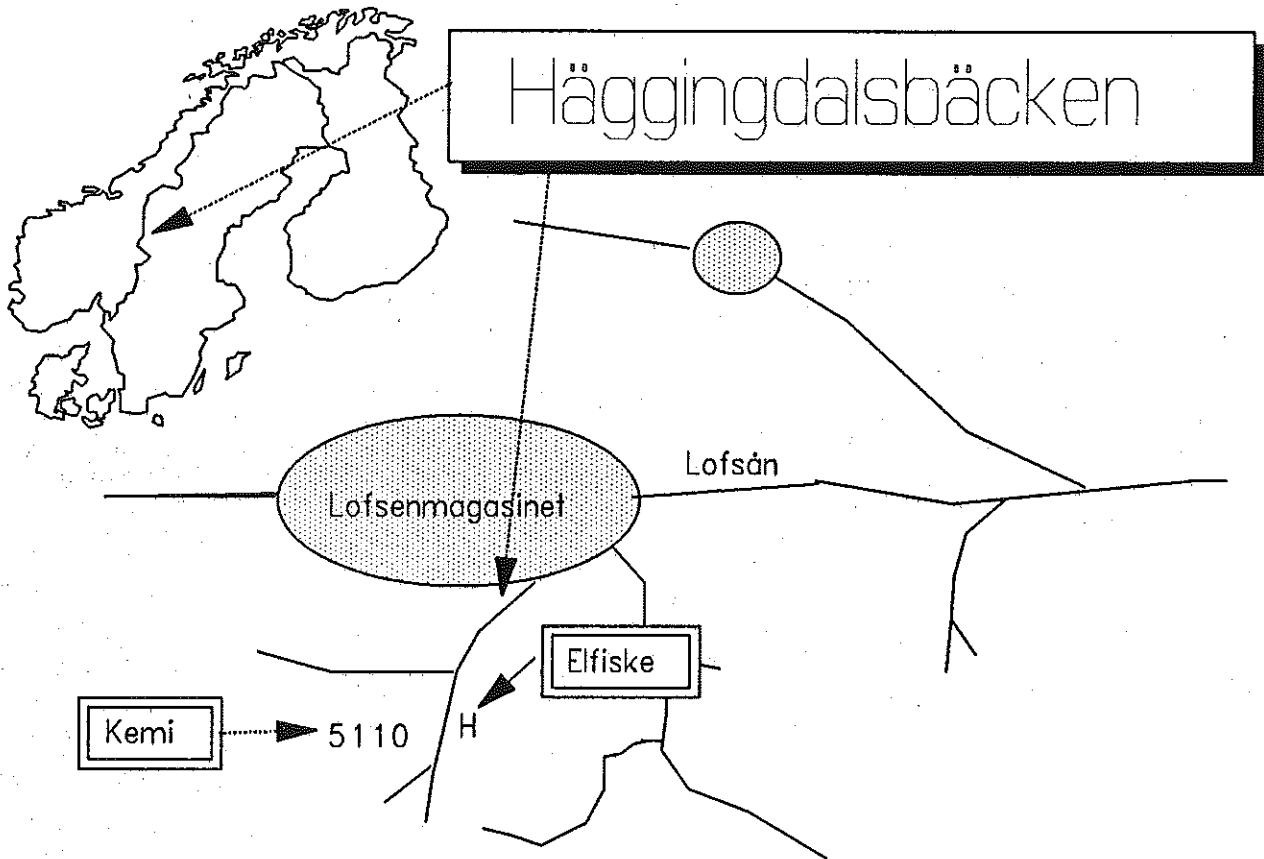 Häggingdalsbäcken
Lofsån
Lofsenmagasinet
Elfiske
Kemi
5110
H